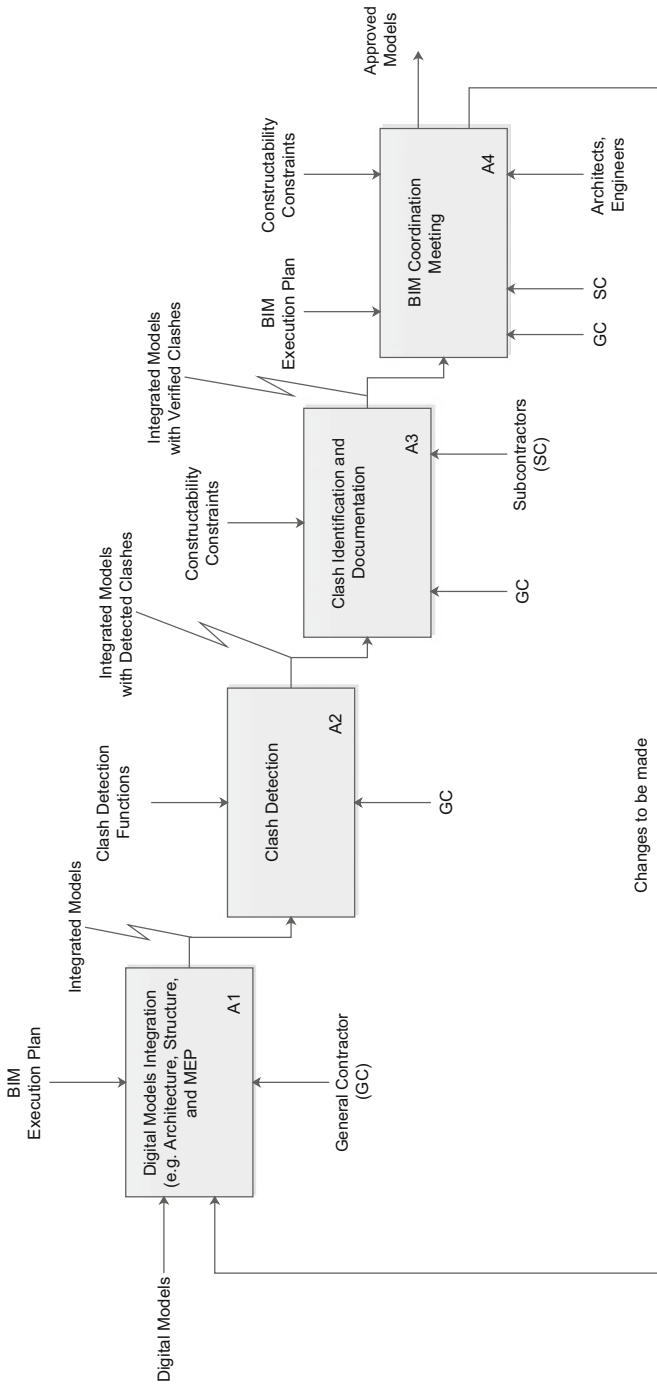 Digital Models
BIM
Execution Plan
Digital Models Integration
(e.g. Architecture, Structure,
and MEP
A1
General Contractor
(GC)
Integrated Models
Clash Detection
Functions
Clash Detection
A2
GC
Integrated Models
with Detected Clashes
Constructability
Constraints
Clash Identification and
Documentation
A3
GC
Subcontractors
(SC)
Integrated Models
with Verified Clashes
BIM
Execution Plan
Constructability
Constraints
BIM Coordination
Meeting
A4
GC
SC
Architects,
Engineers
Approved
Models
Changes to be made